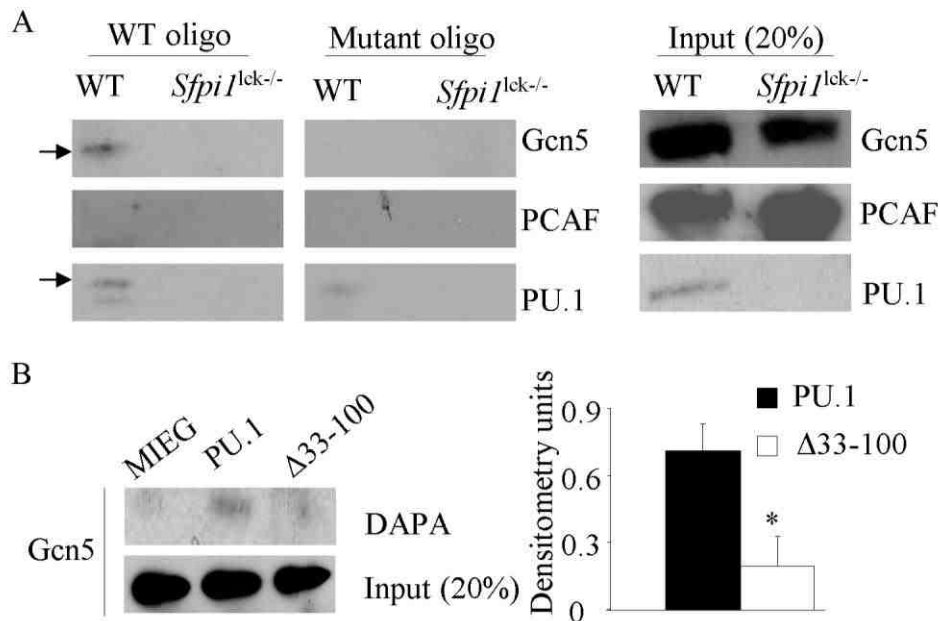 A
WT oligo
Mutant oligo
Input (20%)
WT Sfpi1lck-/-
WT Sfpi1lck-/-
WT Sfpi1lck-/-
Gcn5
Gcn5
PCAF
PCAF
PU.1
PU.1
B
MIEG PU.1 Δ33-100
Gcn5
DAPA
Input (20%)
Densitometry units
0.9
0.6
0.3
0
*
PU.1
Δ33-100